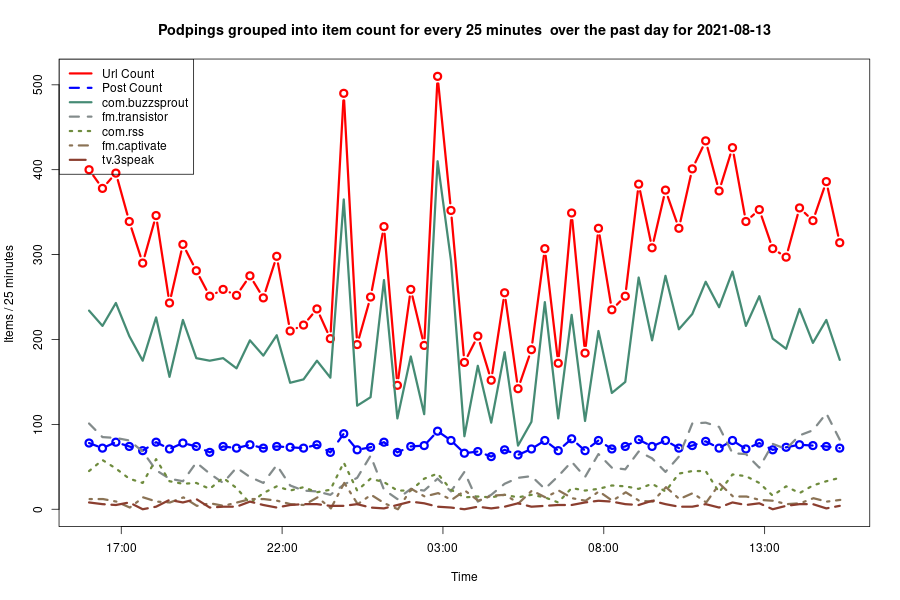 Podpings grouped into item count for every 25 minutes  over the past day for 2021-08-13
Url Count
Post Count
com.buzzsprout
fm.transistor
com.rss
fm.captivate
tv.3speak
500
400
300
200
100
0
Items / 25 minutes
17:00 22:00 03:00 08:00 13:00
Time